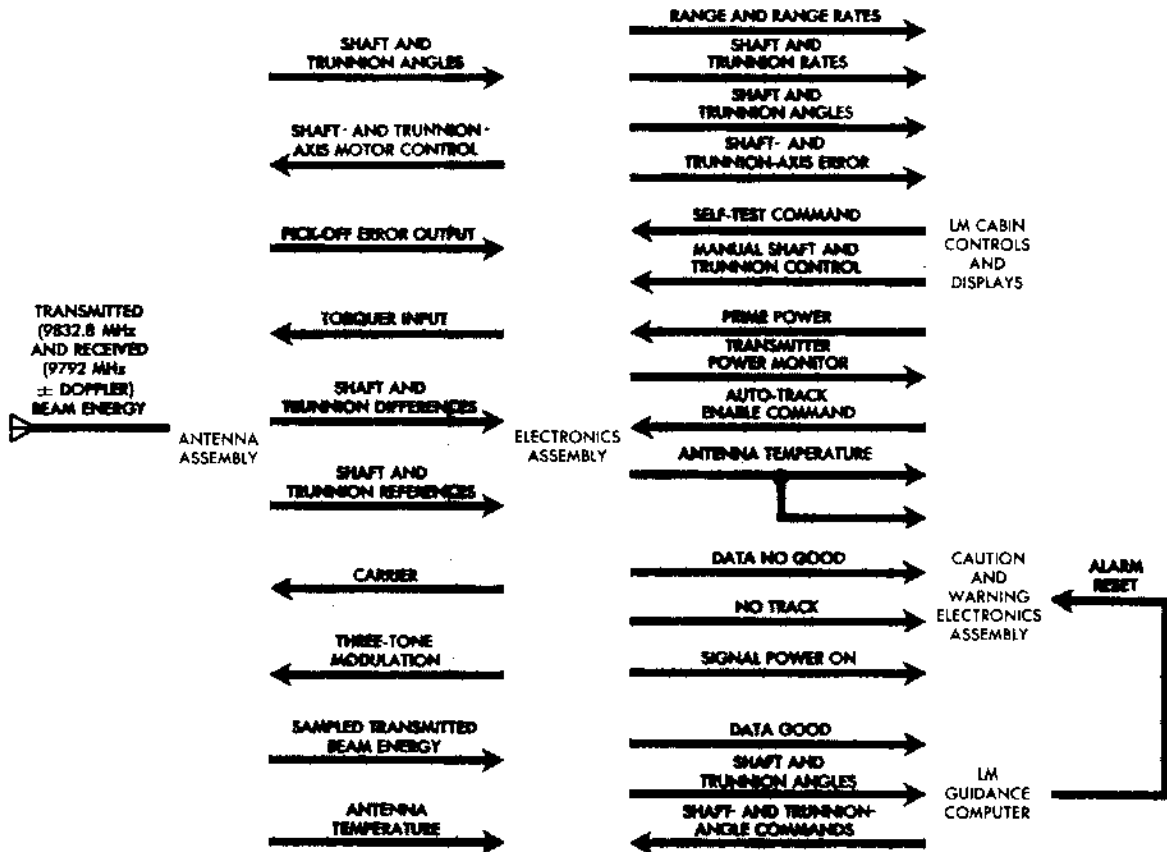 TRANSMITTED
(9832.8 MHz
AND RECEIVED
(9792 MHz
± DOPPLER)
BEAM ENERGY
ANTENNA
ASSEMBLY
SHAFT AND
TRUNNION ANGLES
SHAFT- AND TRUNNION-
AXIS MOTOR CONTROL
PICK-OFF ERROR OUTPUT
TORQUER INPUT
SHAFT AND
TRUNNION DIFFERENCES
SHAFT AND
TRUNNION REFERENCES
CARRIER
THREE-TONE
MODULATION
SAMPLED TRANSMITTED
BEAM ENERGY
ANTENNA
TEMPERATURE
ELECTRONICS
ASSEMBLY
RANGE AND RANGE RATES
SHAFT AND
TRUNNION RATES
SHAFT AND
TRUNNION ANGLES
SHAFT- AND
TRUNNION-AXIS ERROR
SELF-TEST COMMAND
MANUAL SHAFT AND
TRUNNION CONTROL
PRIME POWER
TRANSMITTER
POWER MONITOR
AUTO-TRACK
ENABLE COMMAND
ANTENNA TEMPERATURE
DATA NO GOOD
NO TRACK
SIGNAL POWER ON
DATA GOOD
SHAFT AND
TRUNNION ANGLES
SHAFT- AND TRUNNION-
ANGLE COMMANDS
LM CABIN
CONTROLS
AND
DISPLAYS
CAUTION
AND
WARNING
ELECTRONICS
ASSEMBLY
LM
GUIDANCE
COMPUTER
ALARM
RESET